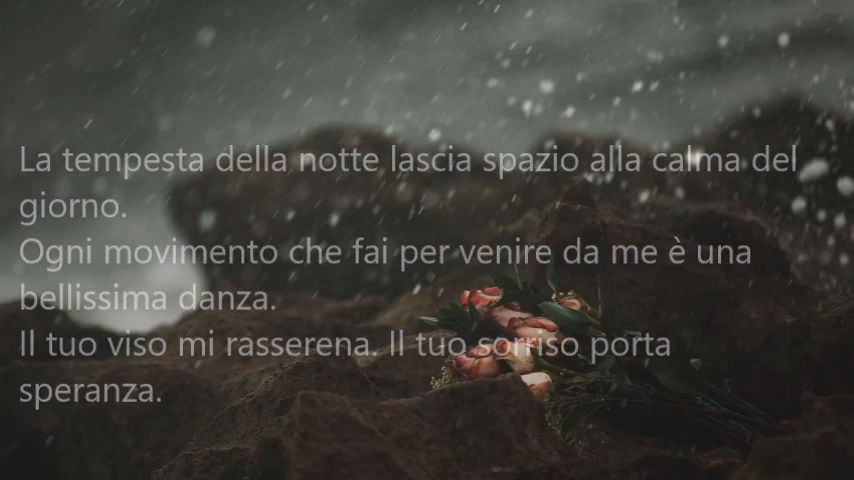 La tempesta della notte lascia spazio alla calma del
giorno.
Ogni movimento che fai per venire da me è una
bellissima danza.
Il tuo viso mi rasserena. Il tuo sorriso porta
speranza.